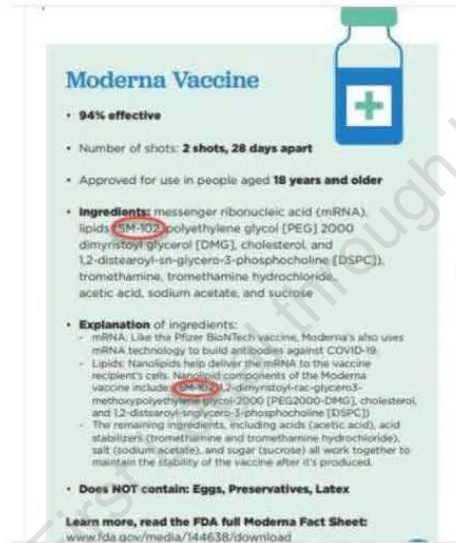 Moderna Vaccine
• 94% effective
• Number of shots: 2 shots, 28 days apart
• Approved for use in people aged 18 years and older
• Ingredients: messenger ribonucleic acid (mRNA),
lipids (SM-102, polyethylene glycol [PEG] 2000
dimyristoyl glycerol [DMG], cholesterol, and
1,2-distearoyl-sn-glycero-3-phosphocholine [DSPC]),
tromethamine, tromethamine hydrochloride,
acetic acid, sodium acetate, and sucrose
• Explanation of ingredients:
- mRNA: Like the Pfizer BioNTech vaccine, Moderna's also uses
mRNA technology to build antibodies against COVID-19.
- Lipids: Nanolipids help deliver the mRNA to the vaccine
recipient's cells. Nanolipid components of the Moderna
vaccine include: SM-102, 1,2-dimyristoyl-rac-glycero3-
methoxypolyethylene glycol-2000 [PEG2000-DMG], cholesterol,
and 1,2-distearoyl-snglycero-3-phosphocholine [DSPC])
- The remaining ingredients, including acids (acetic acid), acid
stabilizers (tromethamine and tromethamine hydrochloride),
salt (sodium acetate), and sugar (sucrose) all work together to
maintain the stability of the vaccine after it's produced.
• Does NOT contain: Eggs, Preservatives, Latex
Learn more, read the FDA full Moderna Fact Sheet:
www.fda.gov/media/144638/download
First through